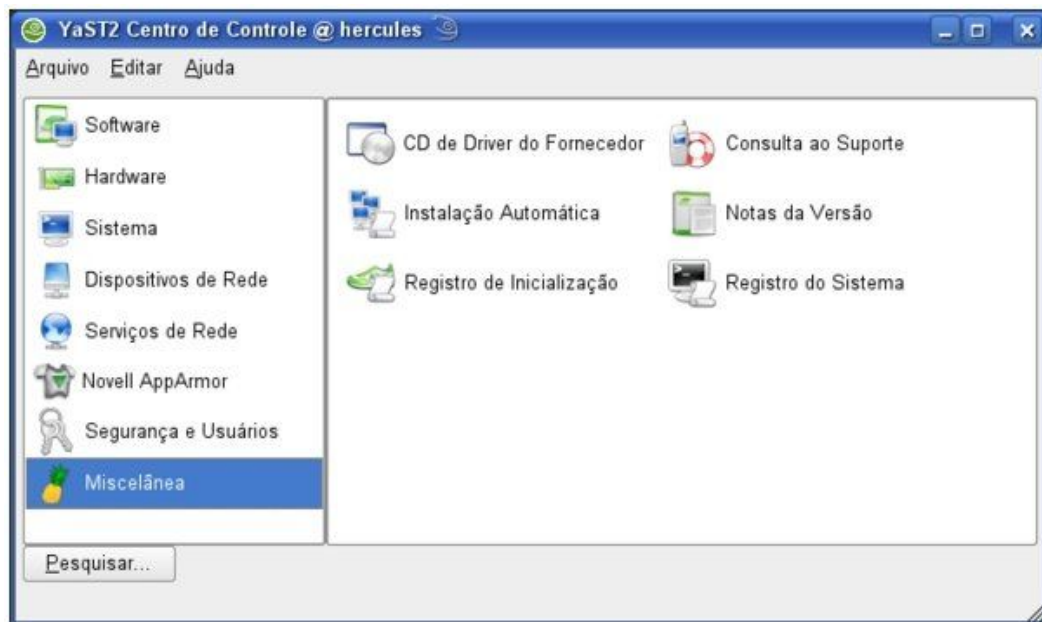 YaST2 Centro de Controle @ hercules
Arquivo Editar Ajuda
Software
Hardware
Sistema
Dispositivos de Rede
Serviços de Rede
Novell AppArmor
Segurança e Usuários
Miscelânea
CD de Driver do Fornecedor
Consulta ao Suporte
Instalação Automática
Notas da Versão
Registro de Inicialização
Registro do Sistema
Pesquisar...